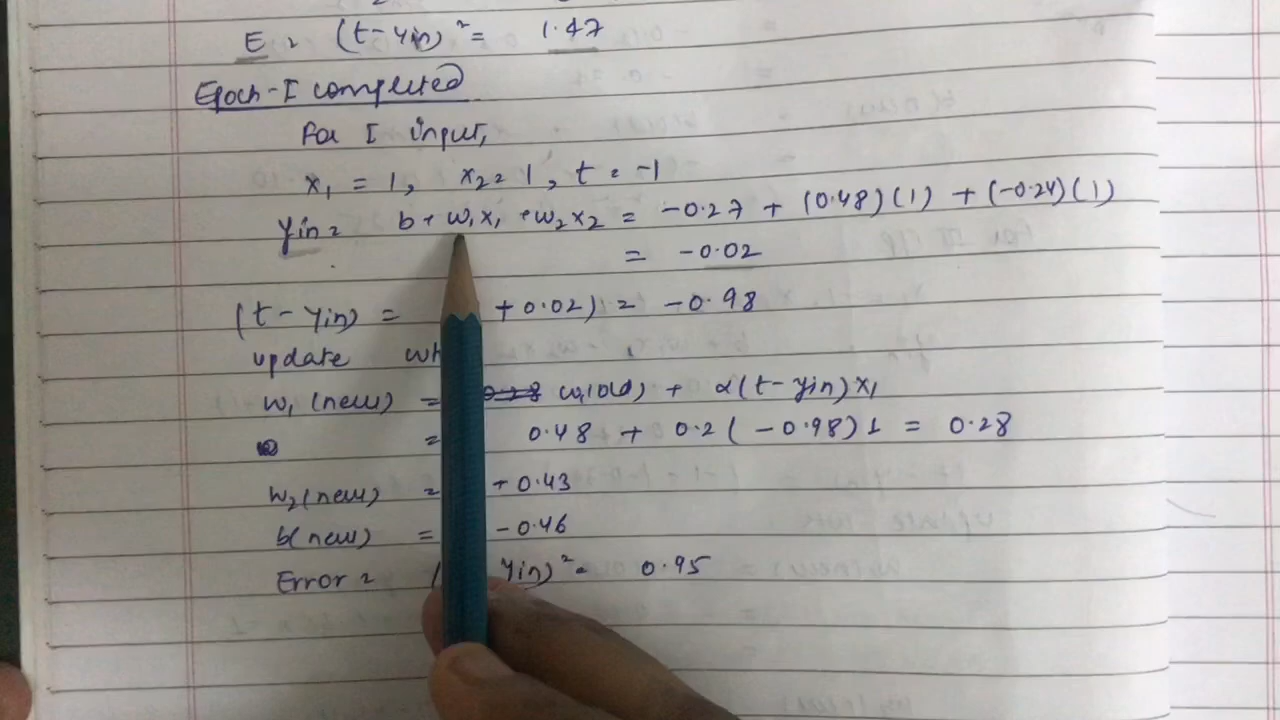 E = (t - yin)² = 1.47
Epoch-I completed
For I input,
x₁ = 1, x₂ = 1, t = -1
yin = b + w₁x₁ + w₂x₂ = -0.27 + (0.48)(1) + (-0.24)(1)
= -0.02
(t - yin) = + 0.02) = -0.98
update
w₁(new) = w₁(old) + α(t - yin)x₁
= 0.48 + 0.2(-0.98)1 = 0.28
w₂(new) = + 0.43
b(new) = -0.46
Error = yin)² = 0.95